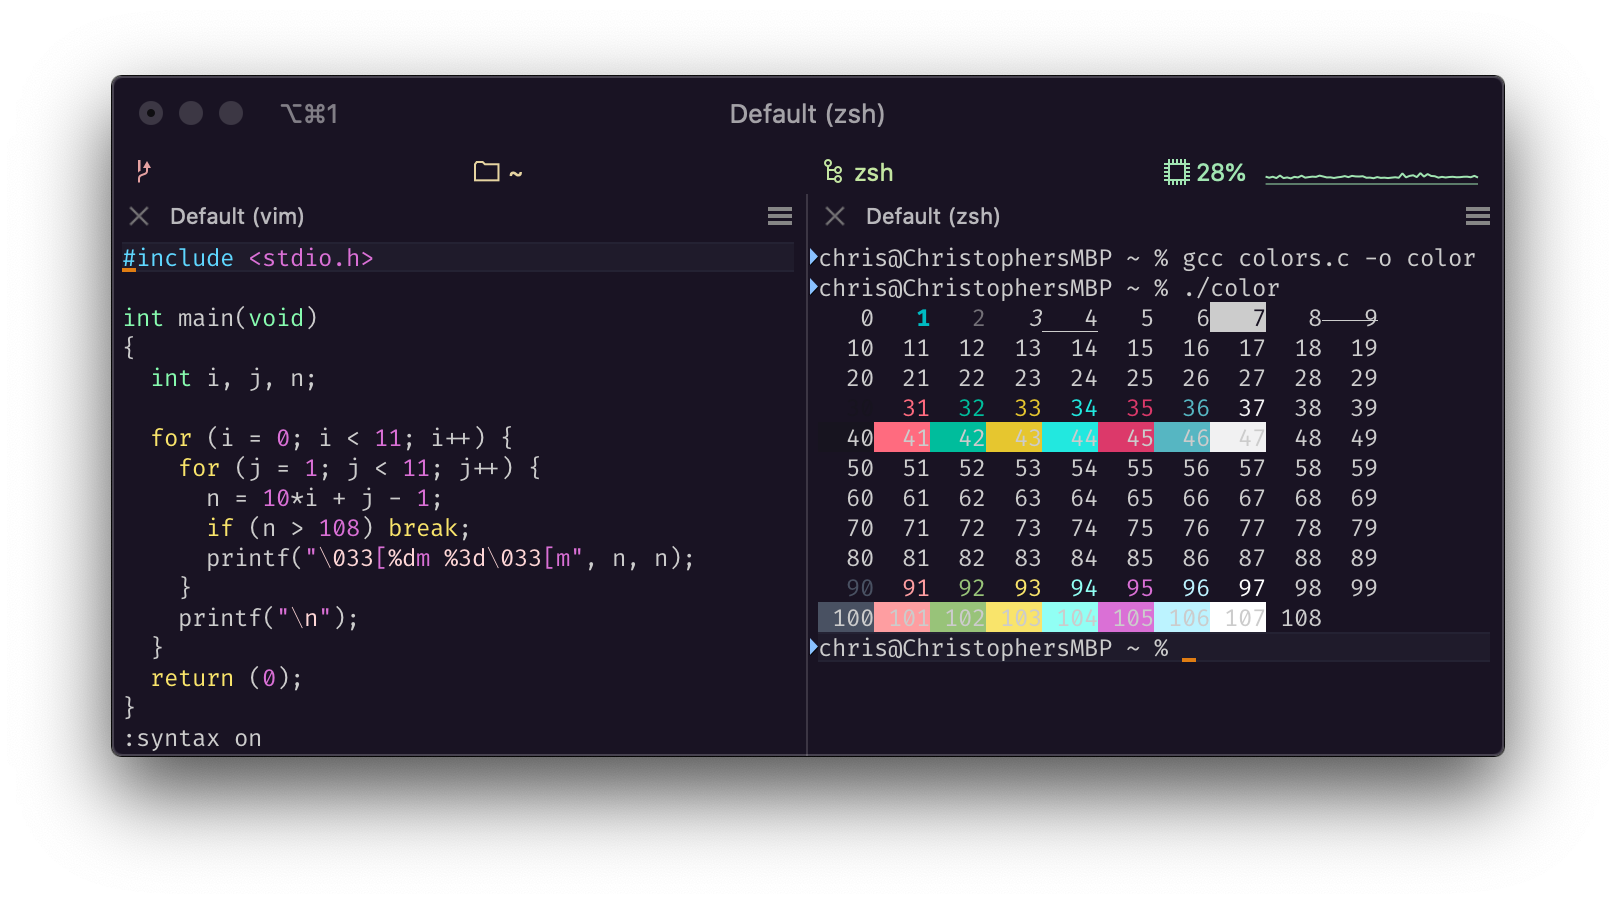 ⌥⌘1 Default (zsh)
~ zsh 28%
Default (vim)
#include <stdio.h>
int main(void)
{
  int i, j, n;
  for (i = 0; i < 11; i++) {
    for (j = 1; j < 11; j++) {
      n = 10*i + j - 1;
      if (n > 108) break;
      printf("\033[%dm %3d\033[m", n, n);
    }
    printf("\n");
  }
  return (0);
}
:syntax on
Default (zsh)
chris@ChristophersMBP ~ % gcc colors.c -o color
chris@ChristophersMBP ~ % ./color
0 1 2 3 4 5 6 7 8 9
10 11 12 13 14 15 16 17 18 19
20 21 22 23 24 25 26 27 28 29
31 32 33 34 35 36 37 38 39
40 41 42 43 44 45 46 47 48 49
50 51 52 53 54 55 56 57 58 59
60 61 62 63 64 65 66 67 68 69
70 71 72 73 74 75 76 77 78 79
80 81 82 83 84 85 86 87 88 89
90 91 92 93 94 95 96 97 98 99
100 101 102 103 104 105 106 107 108
chris@ChristophersMBP ~ %